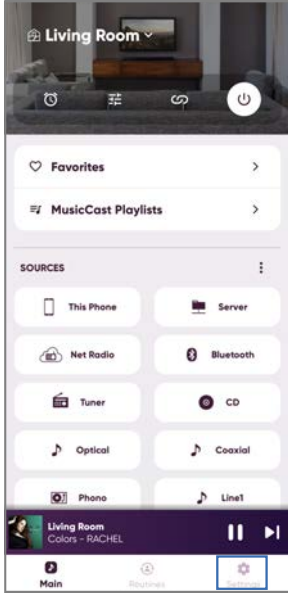 Living Room
Favorites
MusicCast Playlists
SOURCES
This Phone
Server
Net Radio
Bluetooth
Tuner
CD
Optical
Coaxial
Phono
Line1
Living Room
Colors - RACHEL
Main
Routines
Settings